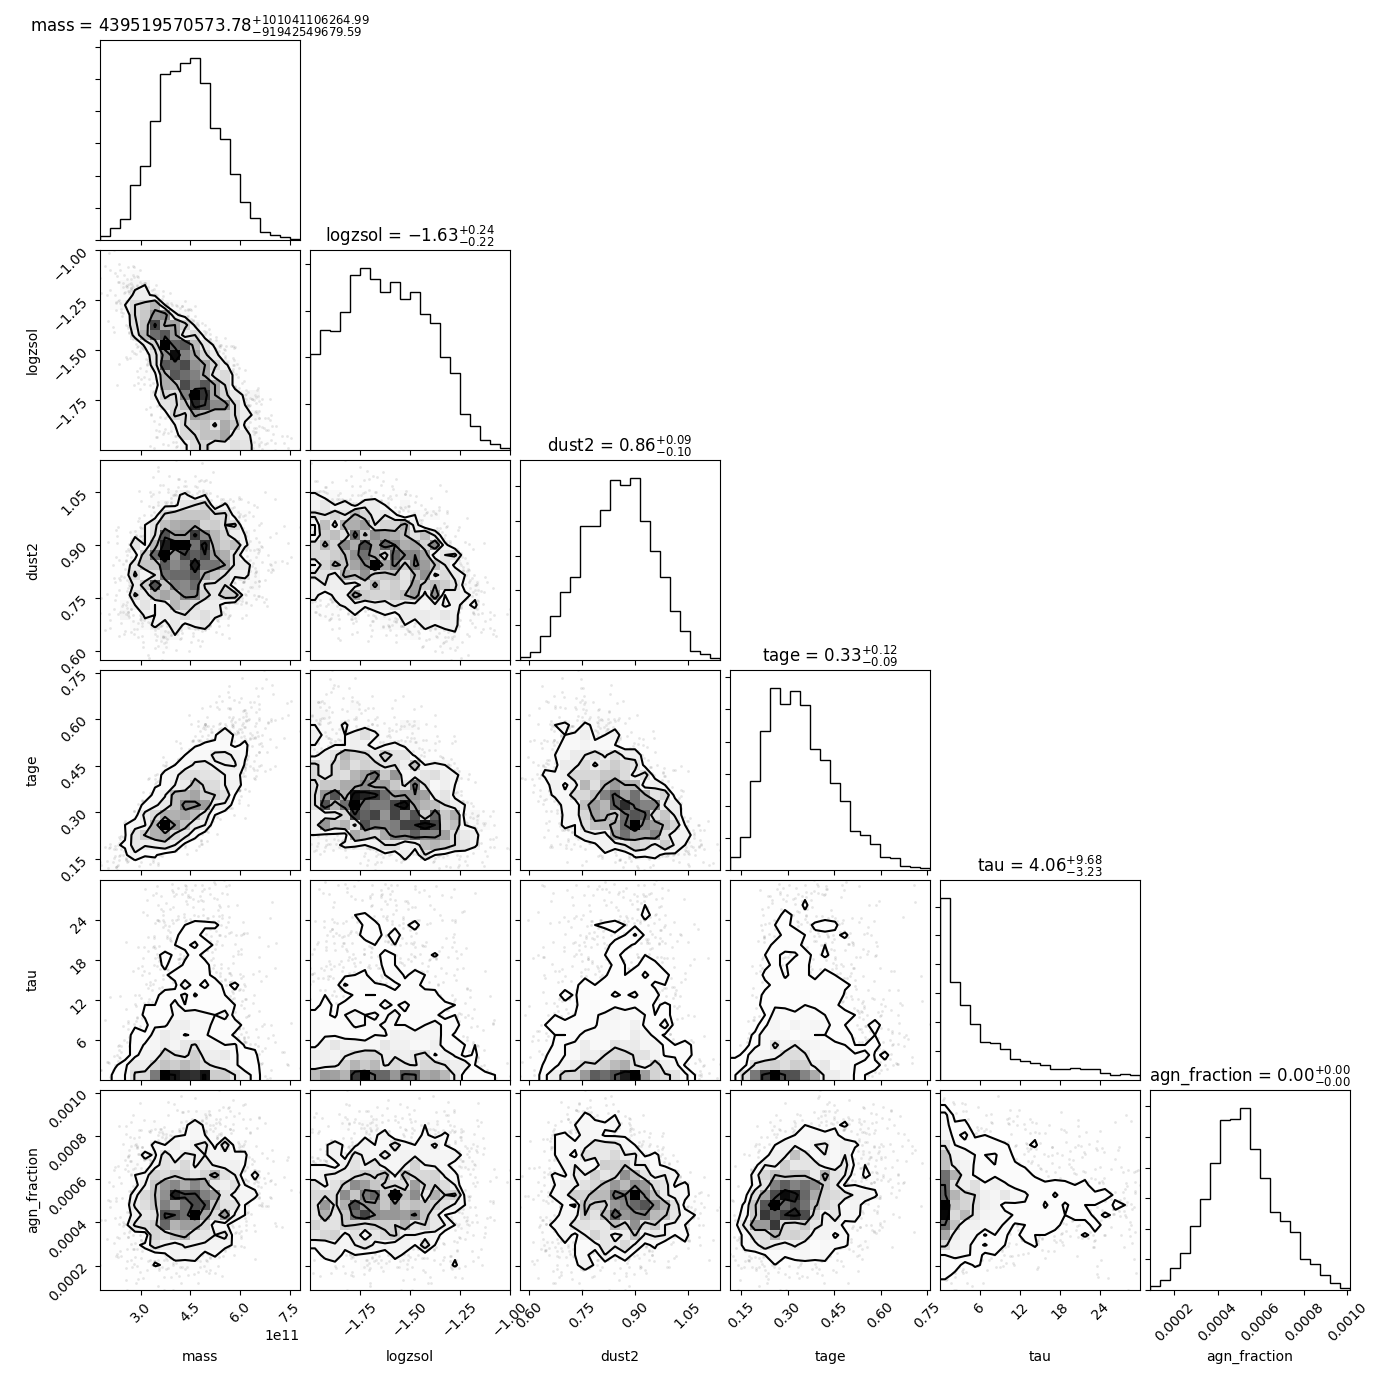 mass = 439519570573.78 +101041106264.99 −91942549679.59
logzsol = −1.63 +0.24 −0.22
−1.00
−1.25
−1.50
−1.75
logzsol
dust2 = 0.86 +0.09 −0.10
1.05
0.90
0.75
0.60
dust2
tage = 0.33 +0.12 −0.09
0.75
0.60
0.45
0.30
0.15
tage
tau = 4.06 +9.68 −3.23
24
18
12
6
tau
agn_fraction = 0.00 +0.00 −0.00
0.0010
0.0008
0.0006
0.0004
0.0002
agn_fraction
3.0 4.5 6.0 7.5
1e11
−1.75 −1.50 −1.25 −1.00
0.60 0.75 0.90 1.05
0.15 0.30 0.45 0.60 0.75
6 12 18 24
0.0002 0.0004 0.0006 0.0008 0.0010
mass logzsol dust2 tage tau agn_fraction